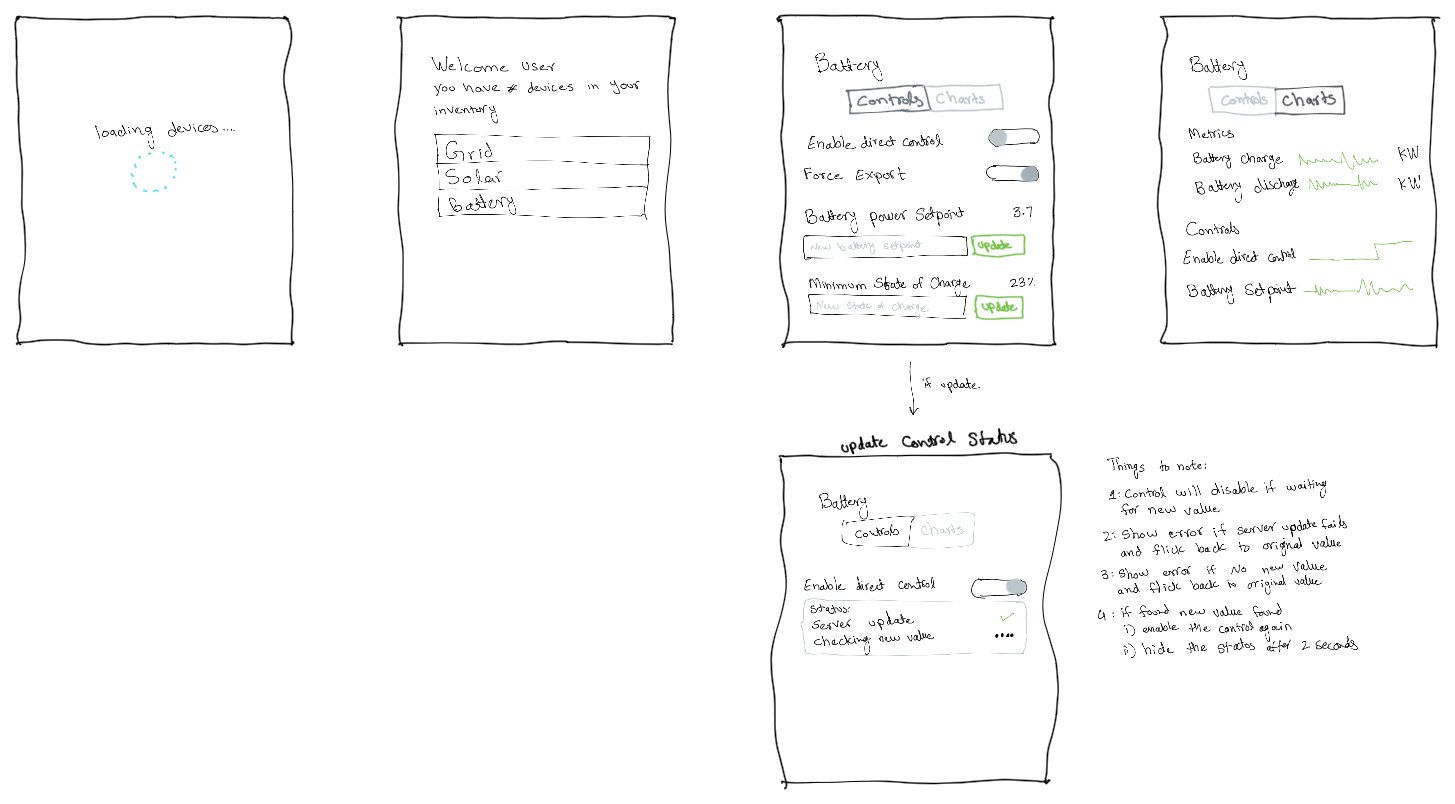 loading devices....
Welcome User
you have # devices in your
inventory
Grid
Solar
Battery
Battery
Controls Charts
Enable direct control
Force Export
Battery power Setpoint 3.7
New battery setpoint update
Minimum State of Charge 23%
New State of Charge update
Battery
Controls Charts
Metrics
Battery charge KW
Battery discharge KW
Controls
Enable direct control
Battery Setpoint
if update.
update Control Status
Battery
Controls Charts
Enable direct control
Status:
Server update
checking new value ....
Things to note:
1: Control will disable if waiting
for new value
2: Show error if server update fails
and flick back to original value
3: Show error if No new value
and flick back to original value
4: if found new value found
i) enable the control again
ii) hide the status after 2 seconds